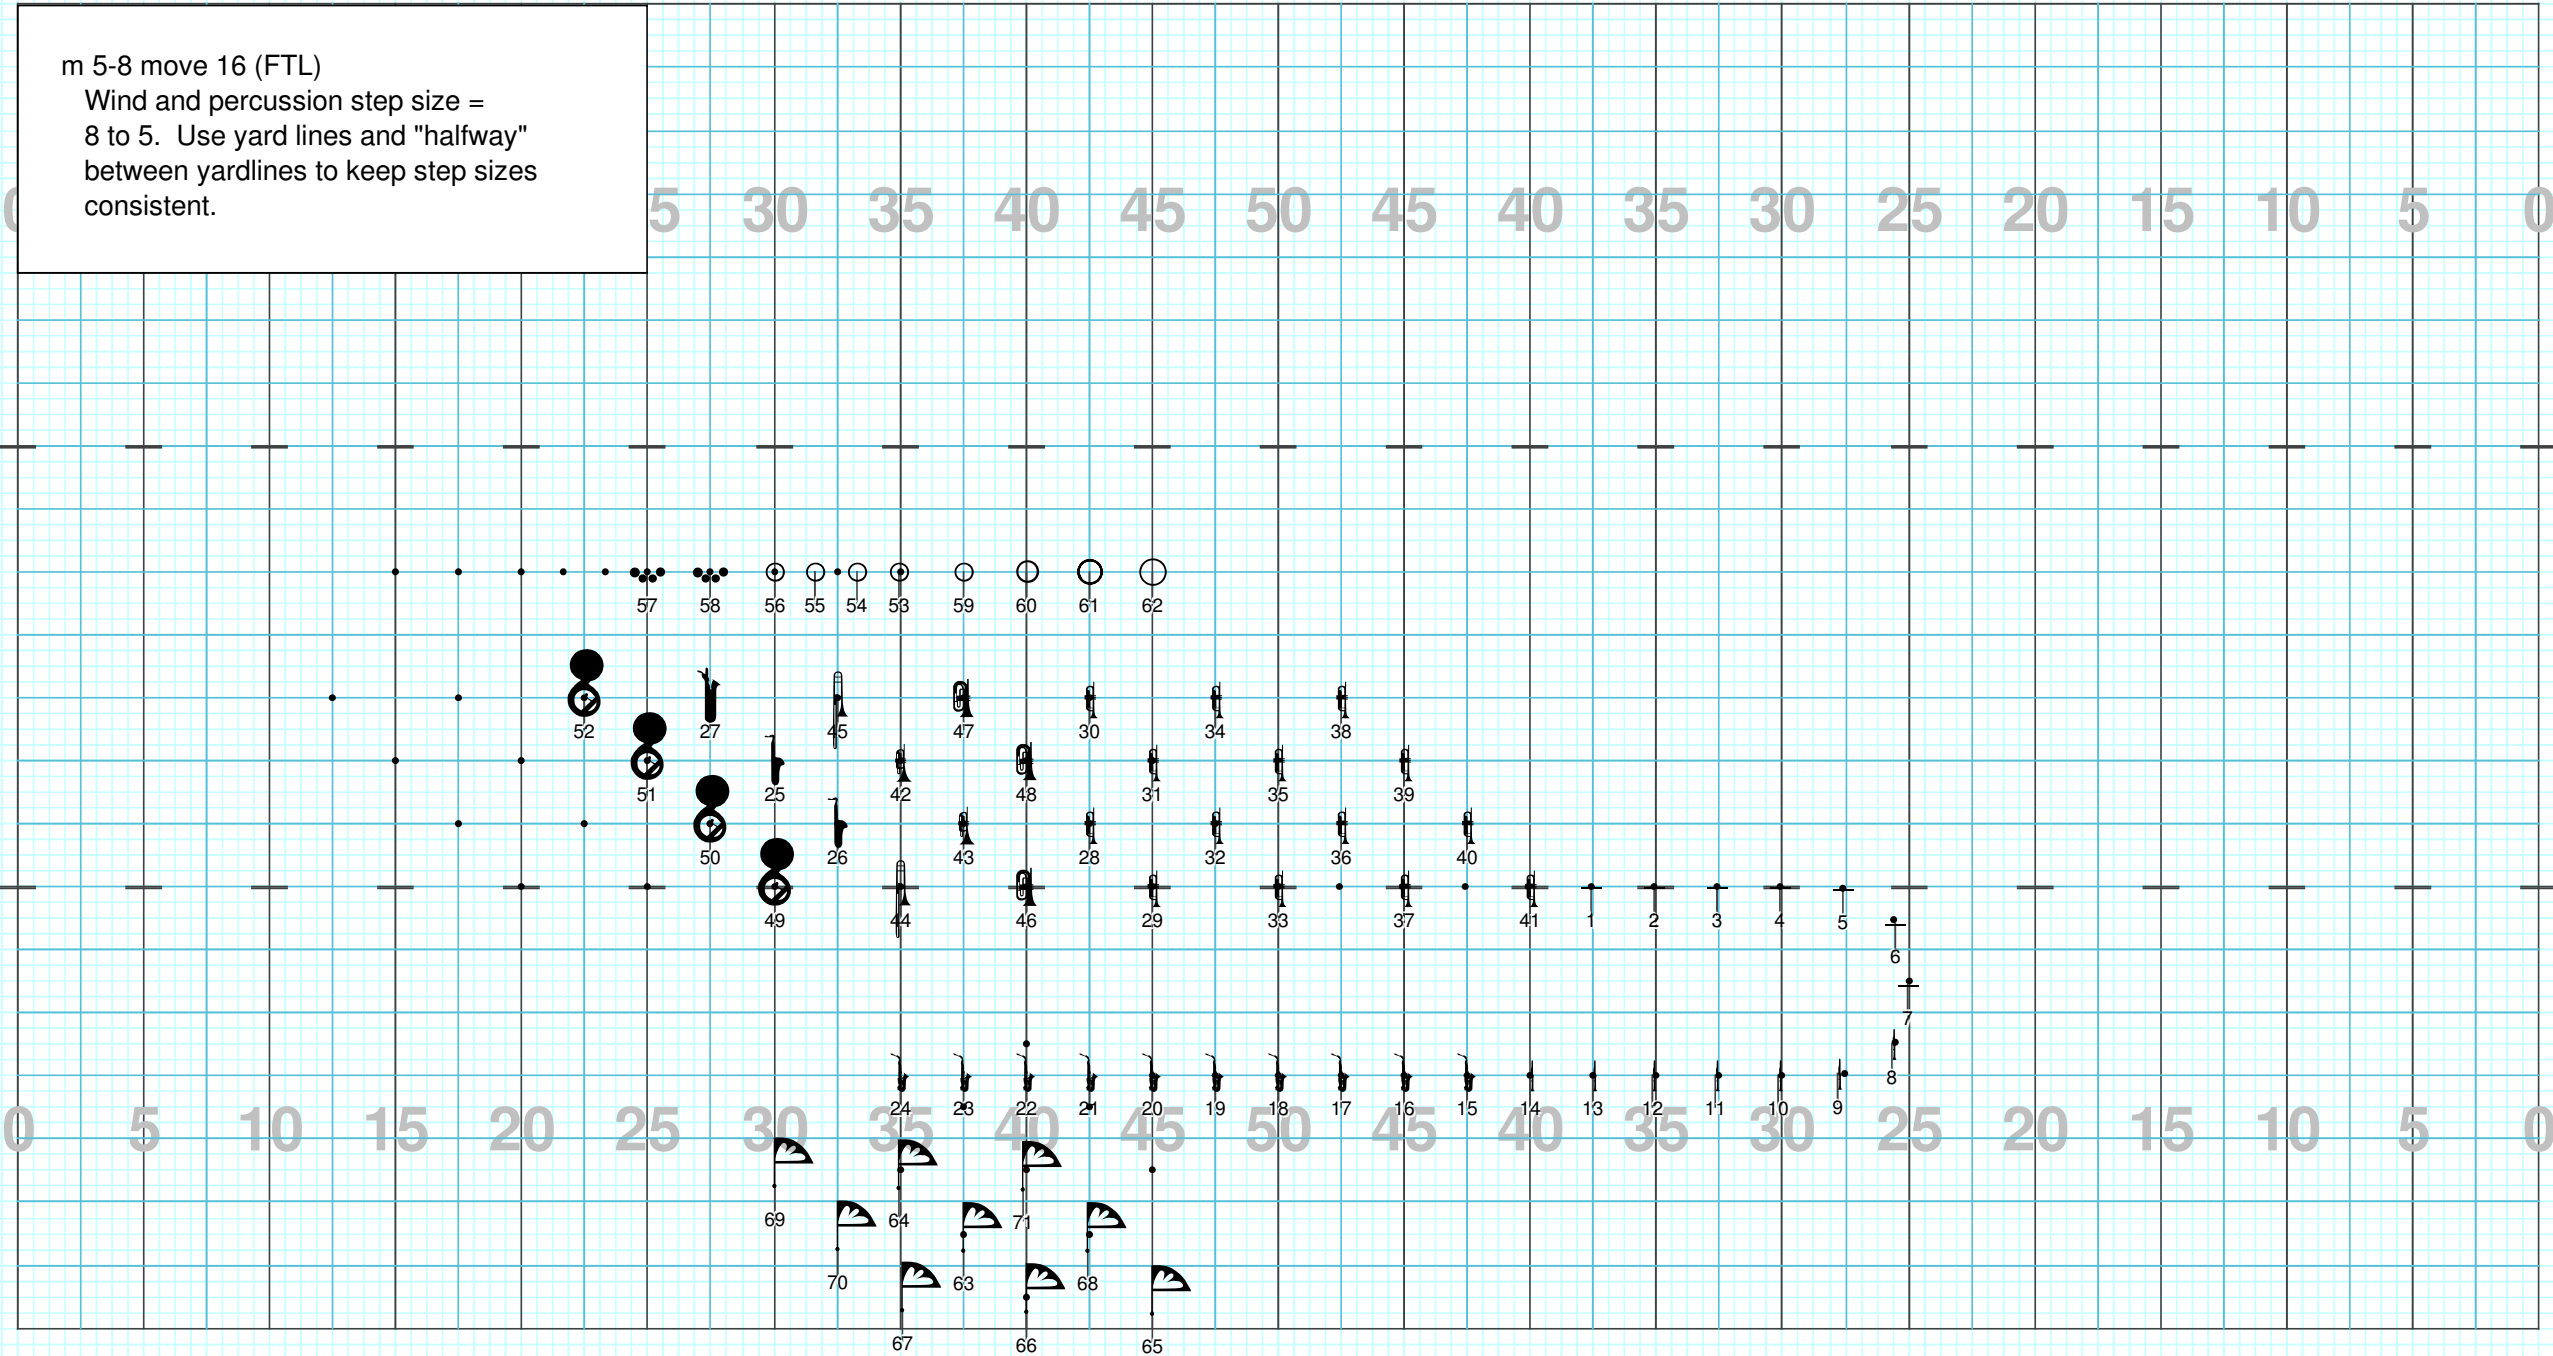 m 5-8 move 16 (FTL)
Wind and percussion step size =
8 to 5.  Use yard lines and "halfway"
between yardlines to keep step sizes
consistent.
0 5 30 35 40 45 50 45 40 35 30 25 20 15 10 5 0
57 58 56 55 54 53 59 60 61 62
52 27 45 47 30 34 38
51 25 42 48 31 35 39
50 26 43 28 32 36 40
49 44 46 29 33 37 41 1 2 3 4 5
6
7
8
24 23 22 21 20 19 18 17 16 15 14 13 12 11 10 9
0 5 10 15 20 25 30 35 40 45 50 45 40 35 30 25 20 15 10 5 0
69 64 71
70 63 68
67 66 65